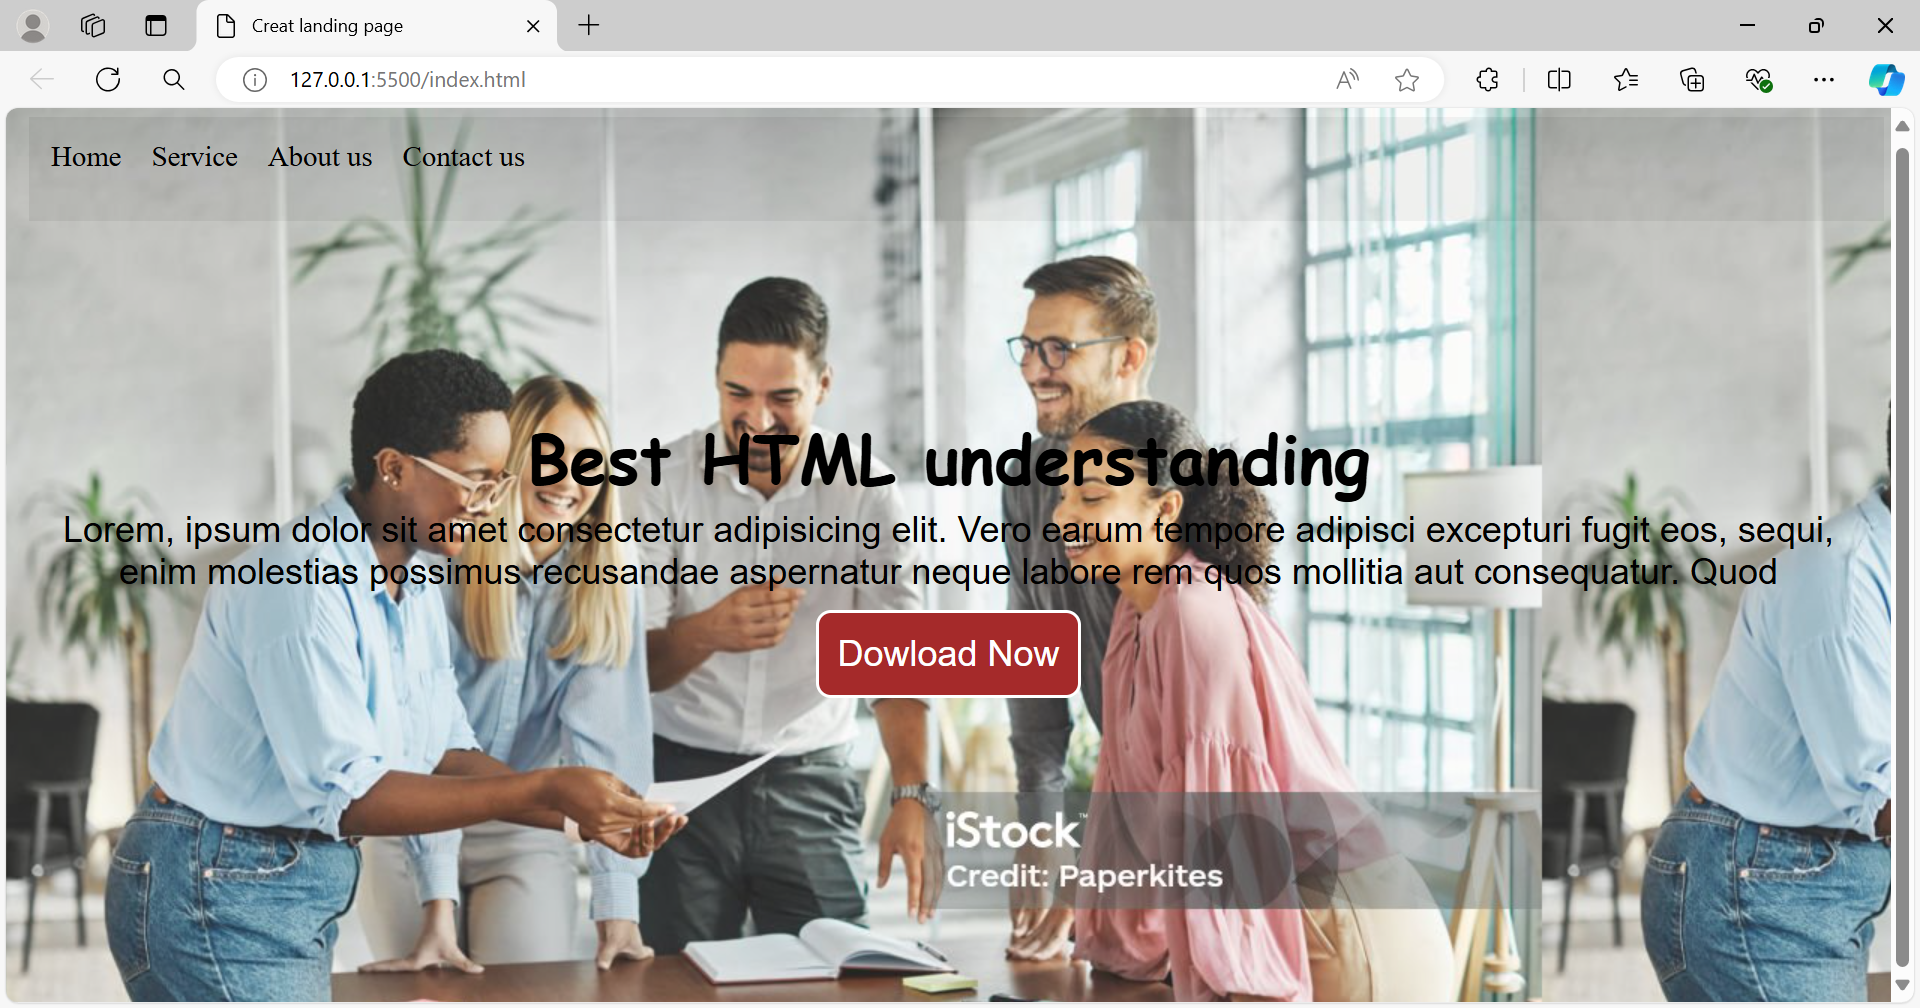 Creat landing page
127.0.0.1:5500/index.html
Home Service About us Contact us
Best HTML understanding
Lorem, ipsum dolor sit amet consectetur adipisicing elit. Vero earum tempore adipisci excepturi fugit eos, sequi,
enim molestias possimus recusandae aspernatur neque labore rem quos mollitia aut consequatur. Quod
Dowload Now
iStock™
Credit: Paperkites